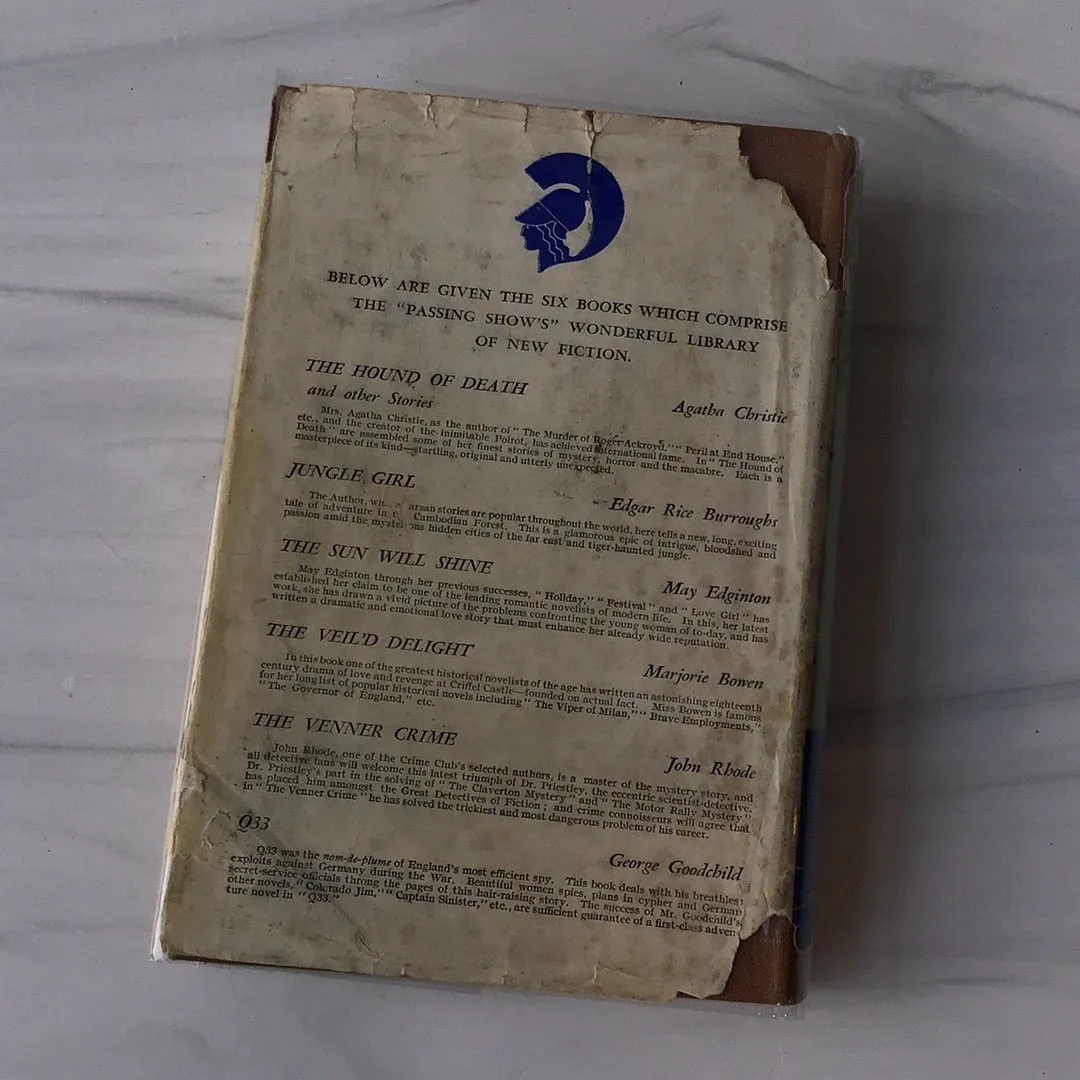 BELOW ARE GIVEN THE SIX BOOKS WHICH COMPRISE
THE "PASSING SHOW'S" WONDERFUL LIBRARY
OF NEW FICTION.
THE HOUND OF DEATH
and other Stories
Agatha Christie
Mrs. Agatha Christie, as the author of "The Murder of Roger Ackroyd," "Peril at End House,"
etc., and the creator of the inimitable Poirot, has achieved international fame. In "The Hound of
Death" are assembled some of her finest stories of mystery, horror and the macabre. Each is a
masterpiece of its kind—startling, original and utterly unexpected.
JUNGLE GIRL
Edgar Rice Burroughs
The Author, arzan stories are popular throughout the world, here tells a new, long, exciting
tale of adventure in Cambodian Forest. This is a glamorous epic of intrigue, bloodshed and
passion amid the hidden cities of the far east and tiger-haunted jungle.
THE SUN WILL SHINE
May Edginton
May Edginton through her previous successes, "Holiday," "Festival" and "Love Girl" has
established her claim to be one of the leading romantic novelists of modern life. In this, her latest
work, she has drawn a vivid picture of the problems confronting the young woman of to-day, and has
written a dramatic and emotional love story that must enhance her already wide reputation.
THE VEIL'D DELIGHT
Marjorie Bowen
In this book one of the greatest historical novelists of the age has written an astonishing eighteenth
century drama of love and revenge at Criffel Castle—founded on actual fact. Miss Bowen is famous
for her long list of popular historical novels including "The Viper of Milan," "Brave Employments,"
"The Governor of England," etc.
THE VENNER CRIME
John Rhode
John Rhode, one of the Crime Club's selected authors, is a master of the mystery story, and
all detective fans will welcome this latest triumph of Dr. Priestley, the eccentric scientist-detective.
Dr. Priestley's part in the solving of "The Claverton Mystery" and "The Motor Rally Mystery"
has placed him amongst the Great Detectives of Fiction; and crime connoisseurs will agree that
in "The Venner Crime" he has solved the trickiest and most dangerous problem of his career.
Q33
George Goodchild
Q33 was the nom-de-plume of England's most efficient spy. This book deals with his breathless
exploits against Germany during the War. Beautiful women spies, plans in cypher and German
secret-service officials throng the pages of this hair-raising story. The success of Mr. Goodchild's
other novels, "Colorado Jim," "Captain Sinister," etc., are sufficient guarantee of a first-class adven-
ture novel in "Q33."